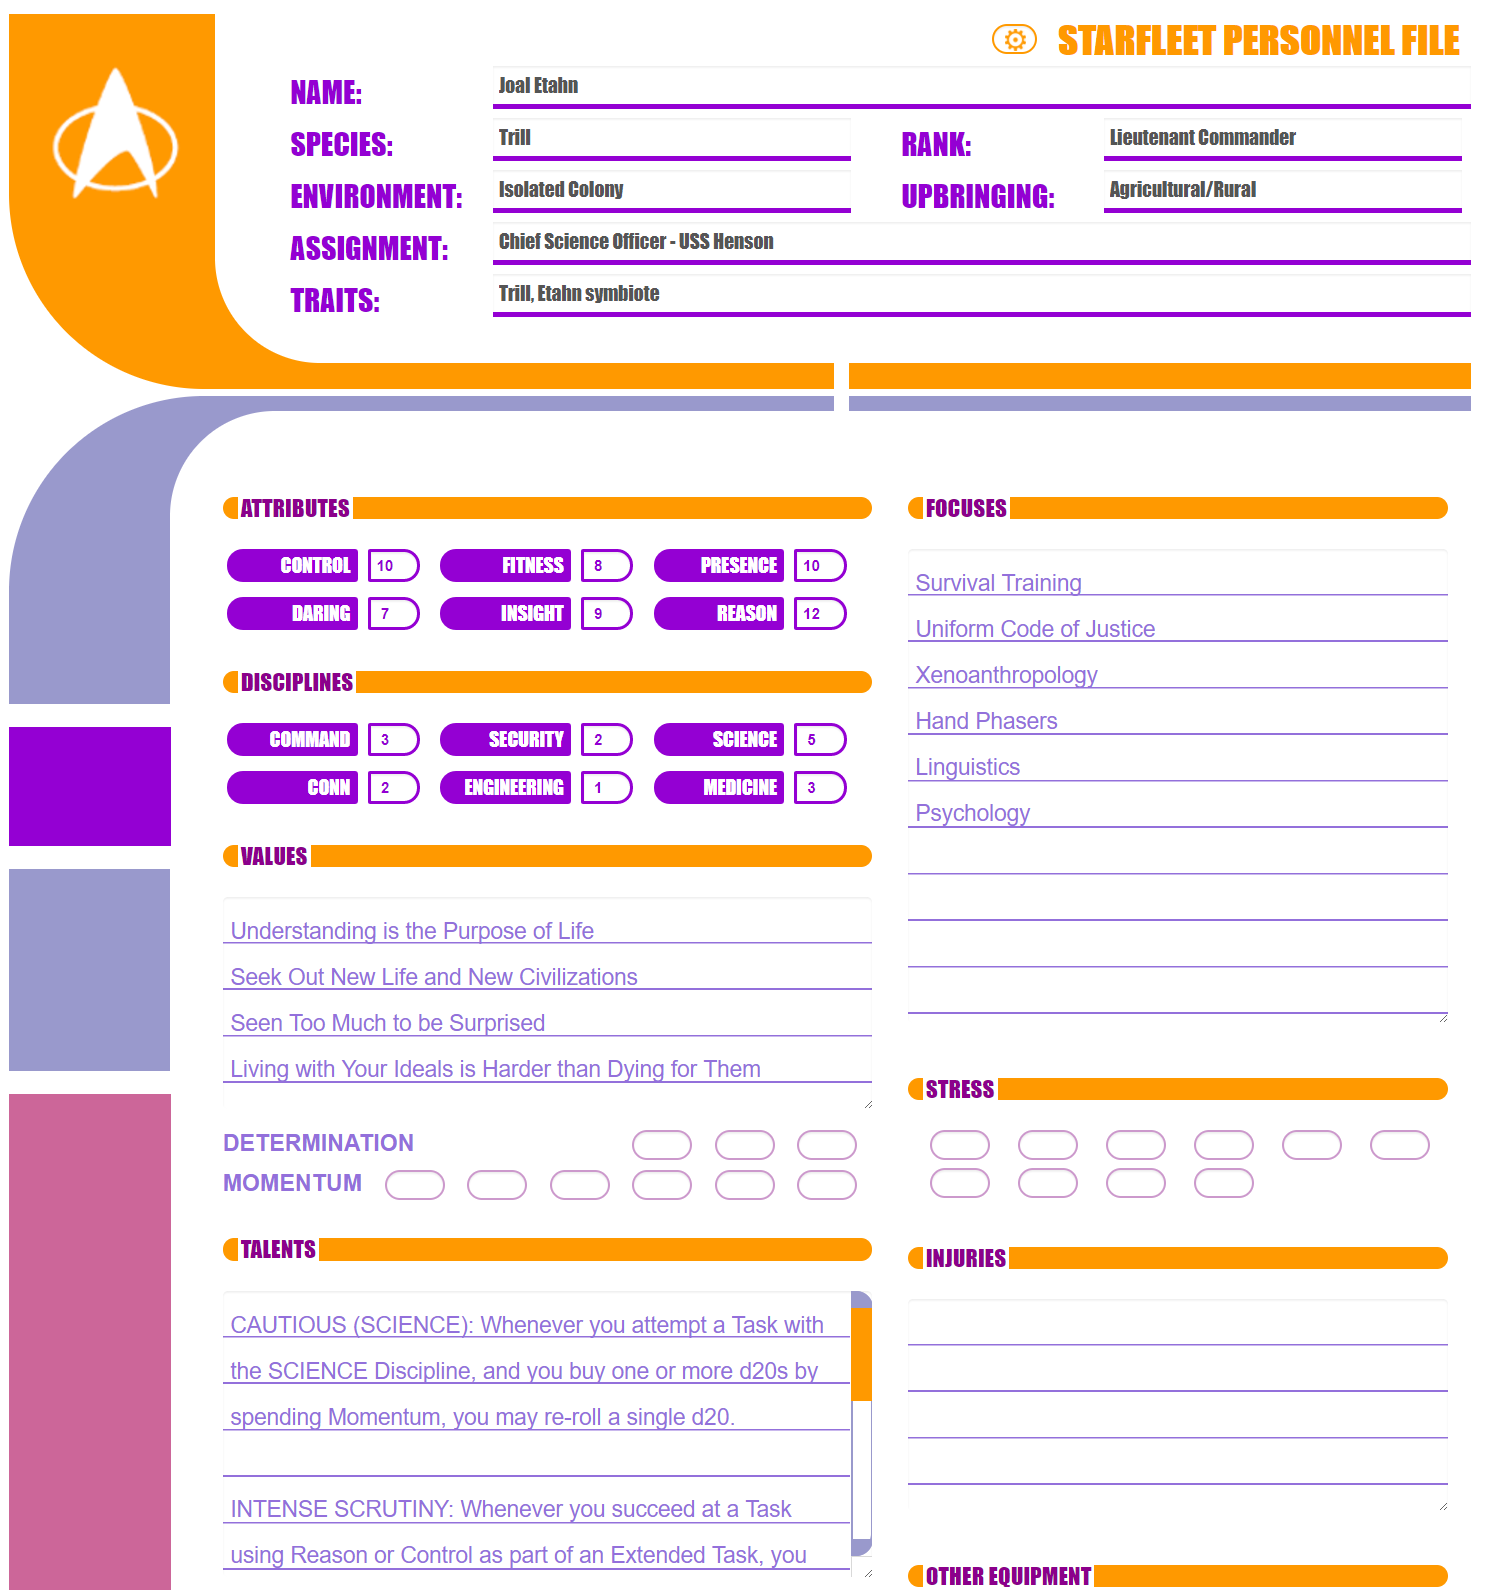 STARFLEET PERSONNEL FILE
NAME: Joal Etahn
SPECIES: Trill RANK: Lieutenant Commander
ENVIRONMENT: Isolated Colony UPBRINGING: Agricultural/Rural
ASSIGNMENT: Chief Science Officer - USS Henson
TRAITS: Trill, Etahn symbiote
ATTRIBUTES
CONTROL 10 FITNESS 8 PRESENCE 10
DARING 7 INSIGHT 9 REASON 12
DISCIPLINES
COMMAND 3 SECURITY 2 SCIENCE 5
CONN 2 ENGINEERING 1 MEDICINE 3
VALUES
Understanding is the Purpose of Life
Seek Out New Life and New Civilizations
Seen Too Much to be Surprised
Living with Your Ideals is Harder than Dying for Them
DETERMINATION
MOMENTUM
TALENTS
CAUTIOUS (SCIENCE): Whenever you attempt a Task with
the SCIENCE Discipline, and you buy one or more d20s by
spending Momentum, you may re-roll a single d20.
INTENSE SCRUTINY: Whenever you succeed at a Task
using Reason or Control as part of an Extended Task, you
FOCUSES
Survival Training
Uniform Code of Justice
Xenoanthropology
Hand Phasers
Linguistics
Psychology
STRESS
INJURIES
OTHER EQUIPMENT